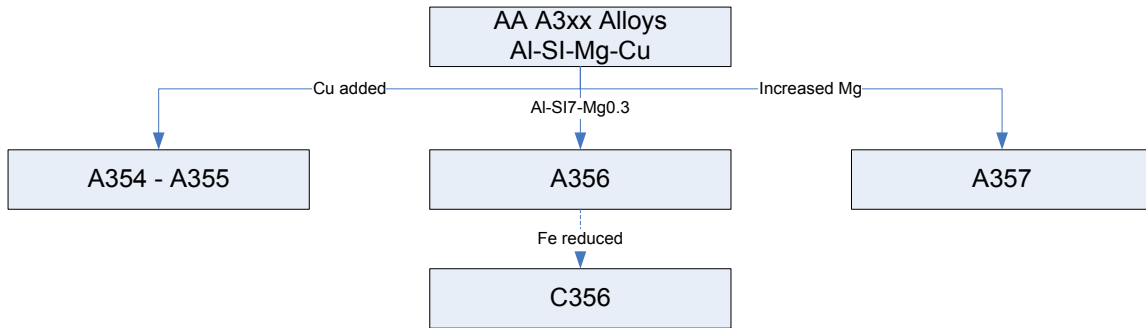 AA A3xx Alloys
Al-SI-Mg-Cu
Cu added
Increased Mg
Al-SI7-Mg0.3
A354 - A355
A356
A357
Fe reduced
C356